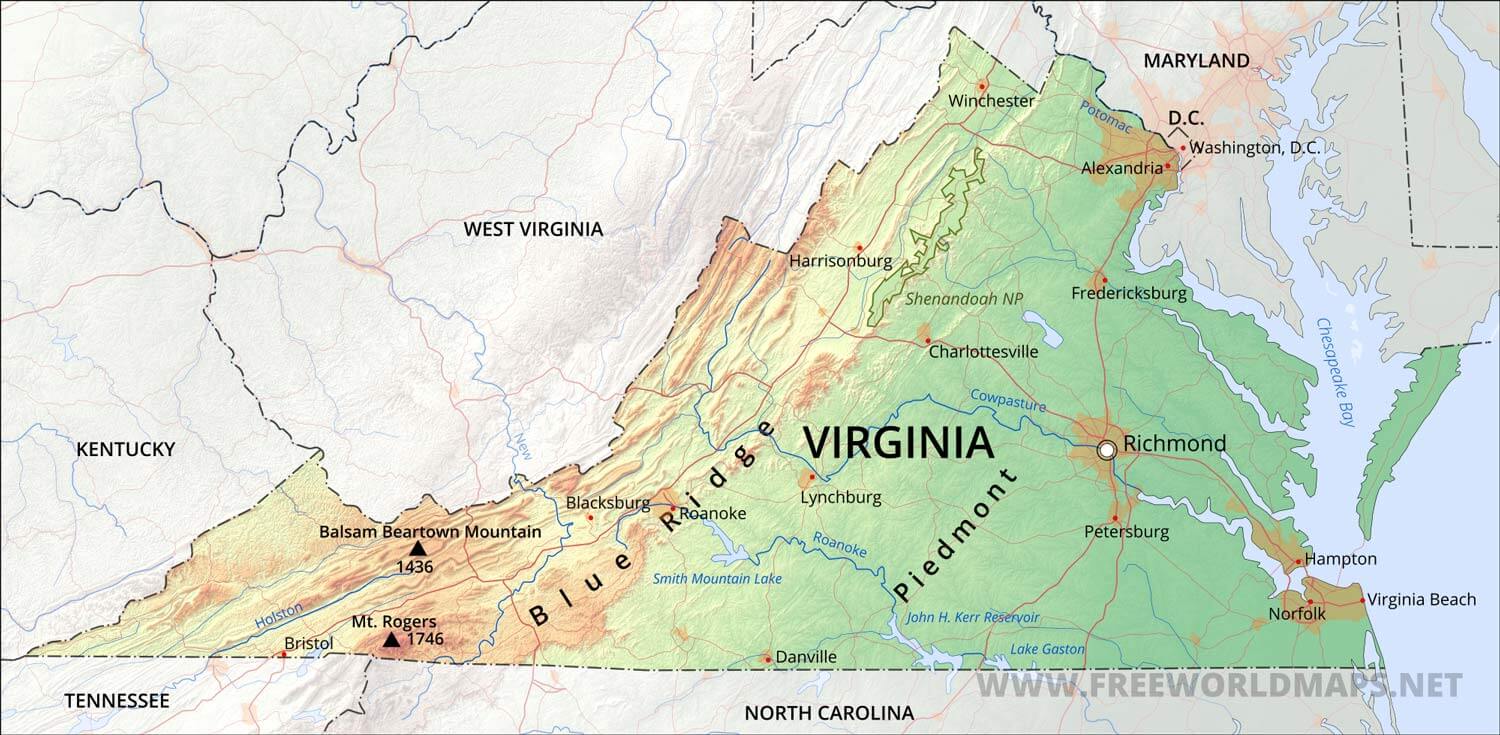 MARYLAND
Winchester
Potomac
D.C.
Washington, D.C.
Alexandria
WEST VIRGINIA
Harrisonburg
Fredericksburg
Shenandoah NP
Charlottesville
Chesapeake Bay
Cowpasture
KENTUCKY
New
VIRGINIA
Richmond
Blue Ridge
Piedmont
Lynchburg
Blacksburg
Roanoke
Balsam Beartown Mountain
1436
Petersburg
Roanoke
Hampton
Smith Mountain Lake
Holston
Mt. Rogers
1746
John H. Kerr Reservoir
Norfolk
Virginia Beach
Bristol
Danville
Lake Gaston
WWW.FREEWORLDMAPS.NET
TENNESSEE
NORTH CAROLINA